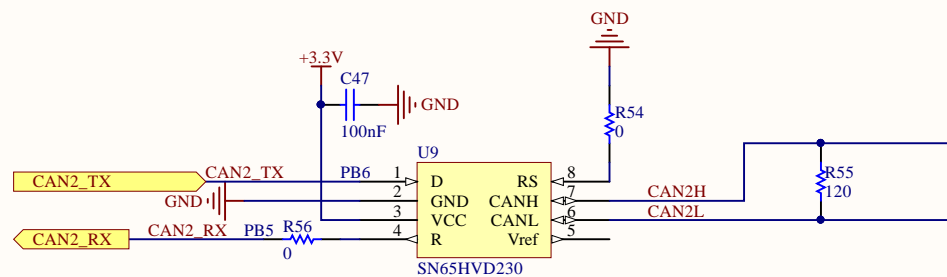 GND
+3.3V
C47
GND
100nF
R54
0
U9
CAN2_TX
CAN2_TX
PB6
1
D
RS
8
GND
2
GND
CANH
7
CAN2H
R55
120
3
VCC
CANL
6
CAN2L
CAN2_RX
CAN2_RX
PB5
R56
0
4
R
Vref
5
SN65HVD230